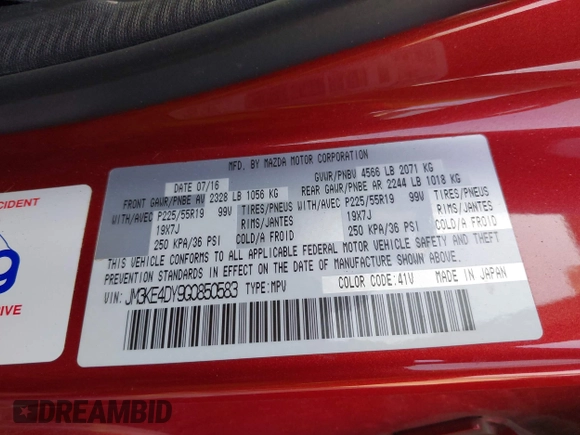 MFD. BY MAZDA MOTOR CORPORATION
DATE 07/16 GVWR/PNBV 4566 LB 2071 KG
FRONT GAWR/PNBE AV 2328 LB 1056 KG REAR GAWR/PNBE AR 2244 LB 1018 KG
WITH/AVEC P225/55R19 99V TIRES/PNEUS WITH/AVEC P225/55R19 99V TIRES/PNEUS
19X7J RIMS/JANTES 19X7J RIMS/JANTES
250 KPA/36 PSI COLD/A FROID 250 KPA/36 PSI COLD/A FROID
THIS VEHICLE CONFORMS TO ALL APPLICABLE FEDERAL MOTOR VEHICLE SAFETY, BUMPER, AND THEFT
PREVENTION STANDARDS IN EFFECT ON THE DATE OF MANUFACTURE SHOWN ABOVE.
VIN: JM3KE4DY9G0850583 TYPE: MPV COLOR CODE: 41V MADE IN JAPAN
CIDENT
IVE
DREAMBID